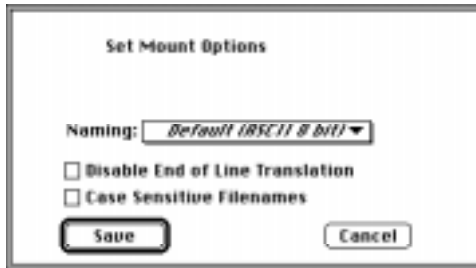 Set Mount Options
Naming: Default (ASCII 8 bit)
Disable End of Line Translation
Case Sensitive Filenames
Save Cancel